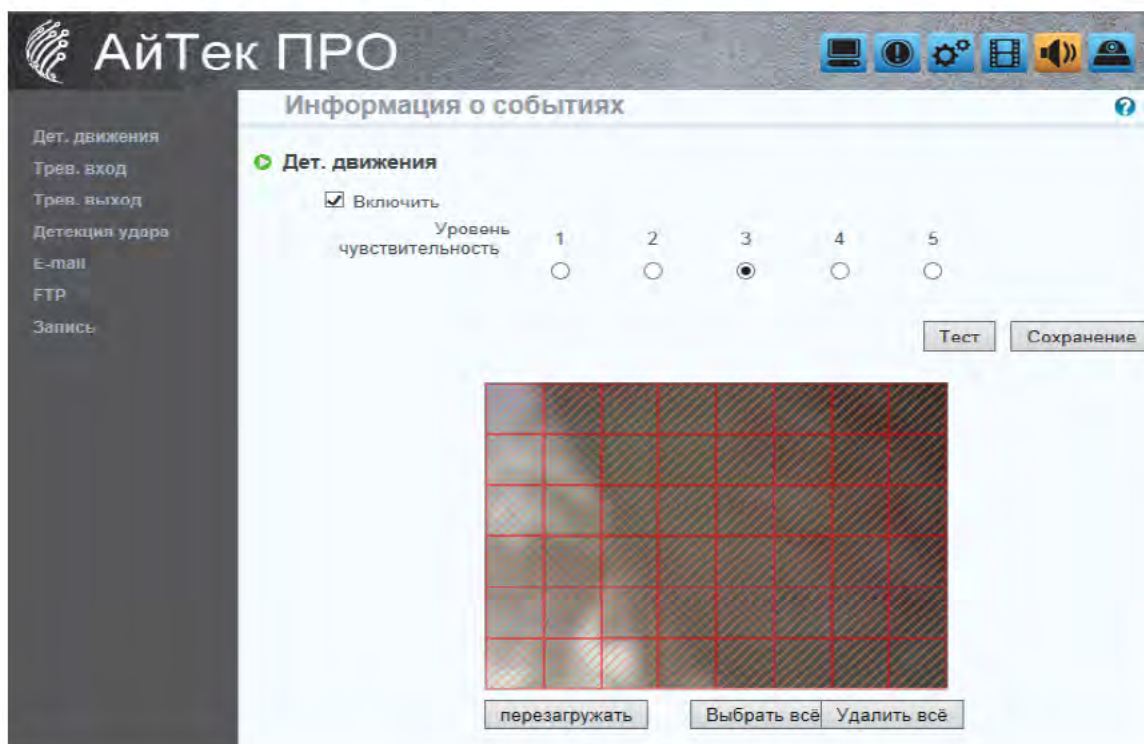 АйТек ПРО
Информация о событиях
Дет. движения
Трев. вход
Трев. выход
Детекция удара
E-mail
FTP
Запись
Дет. движения
Включить
Уровень
чувствительность
1 2 3 4 5
Тест Сохранение
перезагружать Выбрать всё Удалить всё